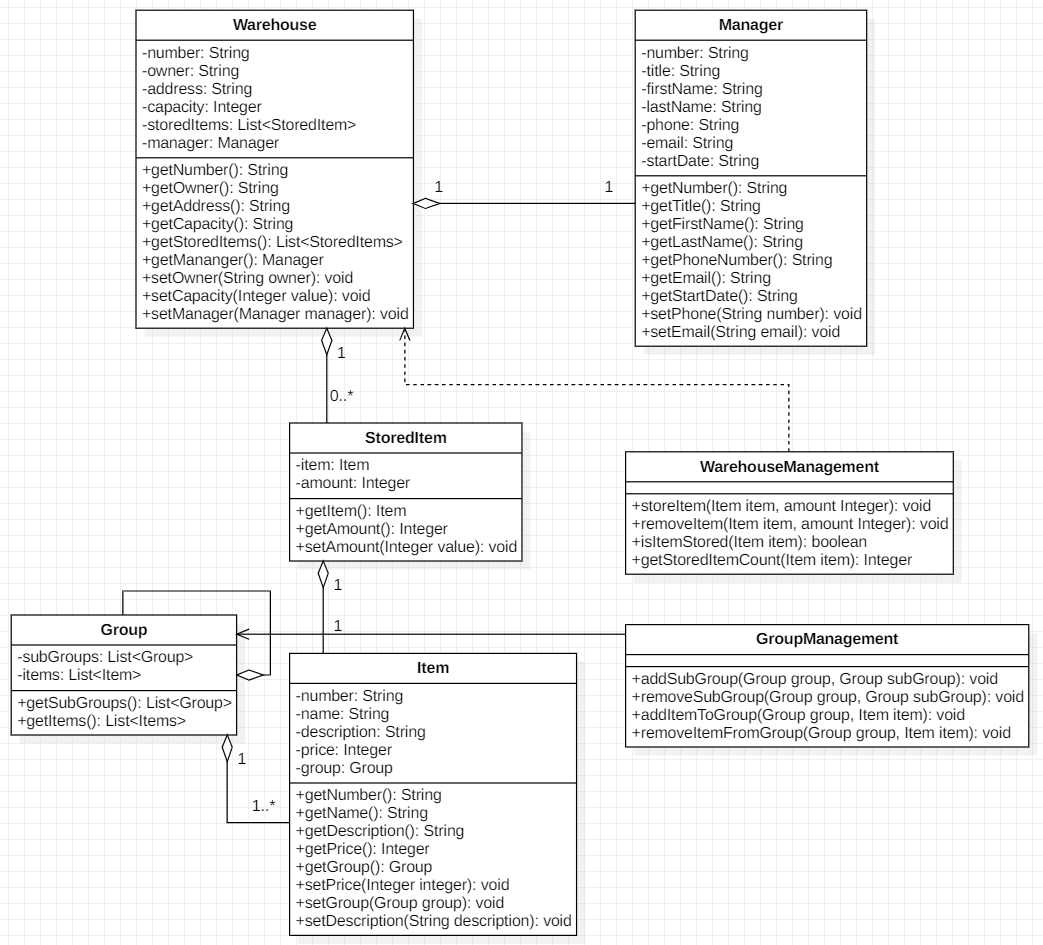 Warehouse
-number: String
-owner: String
-address: String
-capacity: Integer
-storedItems: List<StoredItem>
-manager: Manager
+getNumber(): String
+getOwner(): String
+getAddress(): String
+getCapacity(): String
+getStoredItems(): List<StoredItems>
+getMananger(): Manager
+setOwner(String owner): void
+setCapacity(Integer value): void
+setManager(Manager manager): void
1
1
Manager
-number: String
-title: String
-firstName: String
-lastName: String
-phone: String
-email: String
-startDate: String
+getNumber(): String
+getTitle(): String
+getFirstName(): String
+getLastName(): String
+getPhoneNumber(): String
+getEmail(): String
+getStartDate(): String
+setPhone(String number): void
+setEmail(String email): void
1
0..*
StoredItem
-item: Item
-amount: Integer
+getItem(): Item
+getAmount(): Integer
+setAmount(Integer value): void
WarehouseManagement
+storeItem(Item item, amount Integer): void
+removeItem(Item item, amount Integer): void
+isItemStored(Item item): boolean
+getStoredItemCount(Item item): Integer
1
1
Group
-subGroups: List<Group>
-items: List<Item>
+getSubGroups(): List<Group>
+getItems(): List<Items>
1
1..*
Item
-number: String
-name: String
-description: String
-price: Integer
-group: Group
+getNumber(): String
+getName(): String
+getDescription(): String
+getPrice(): Integer
+getGroup(): Group
+setPrice(Integer integer): void
+setGroup(Group group): void
+setDescription(String description): void
GroupManagement
+addSubGroup(Group group, Group subGroup): void
+removeSubGroup(Group group, Group subGroup): void
+addItemToGroup(Group group, Item item): void
+removeItemFromGroup(Group group, Item item): void